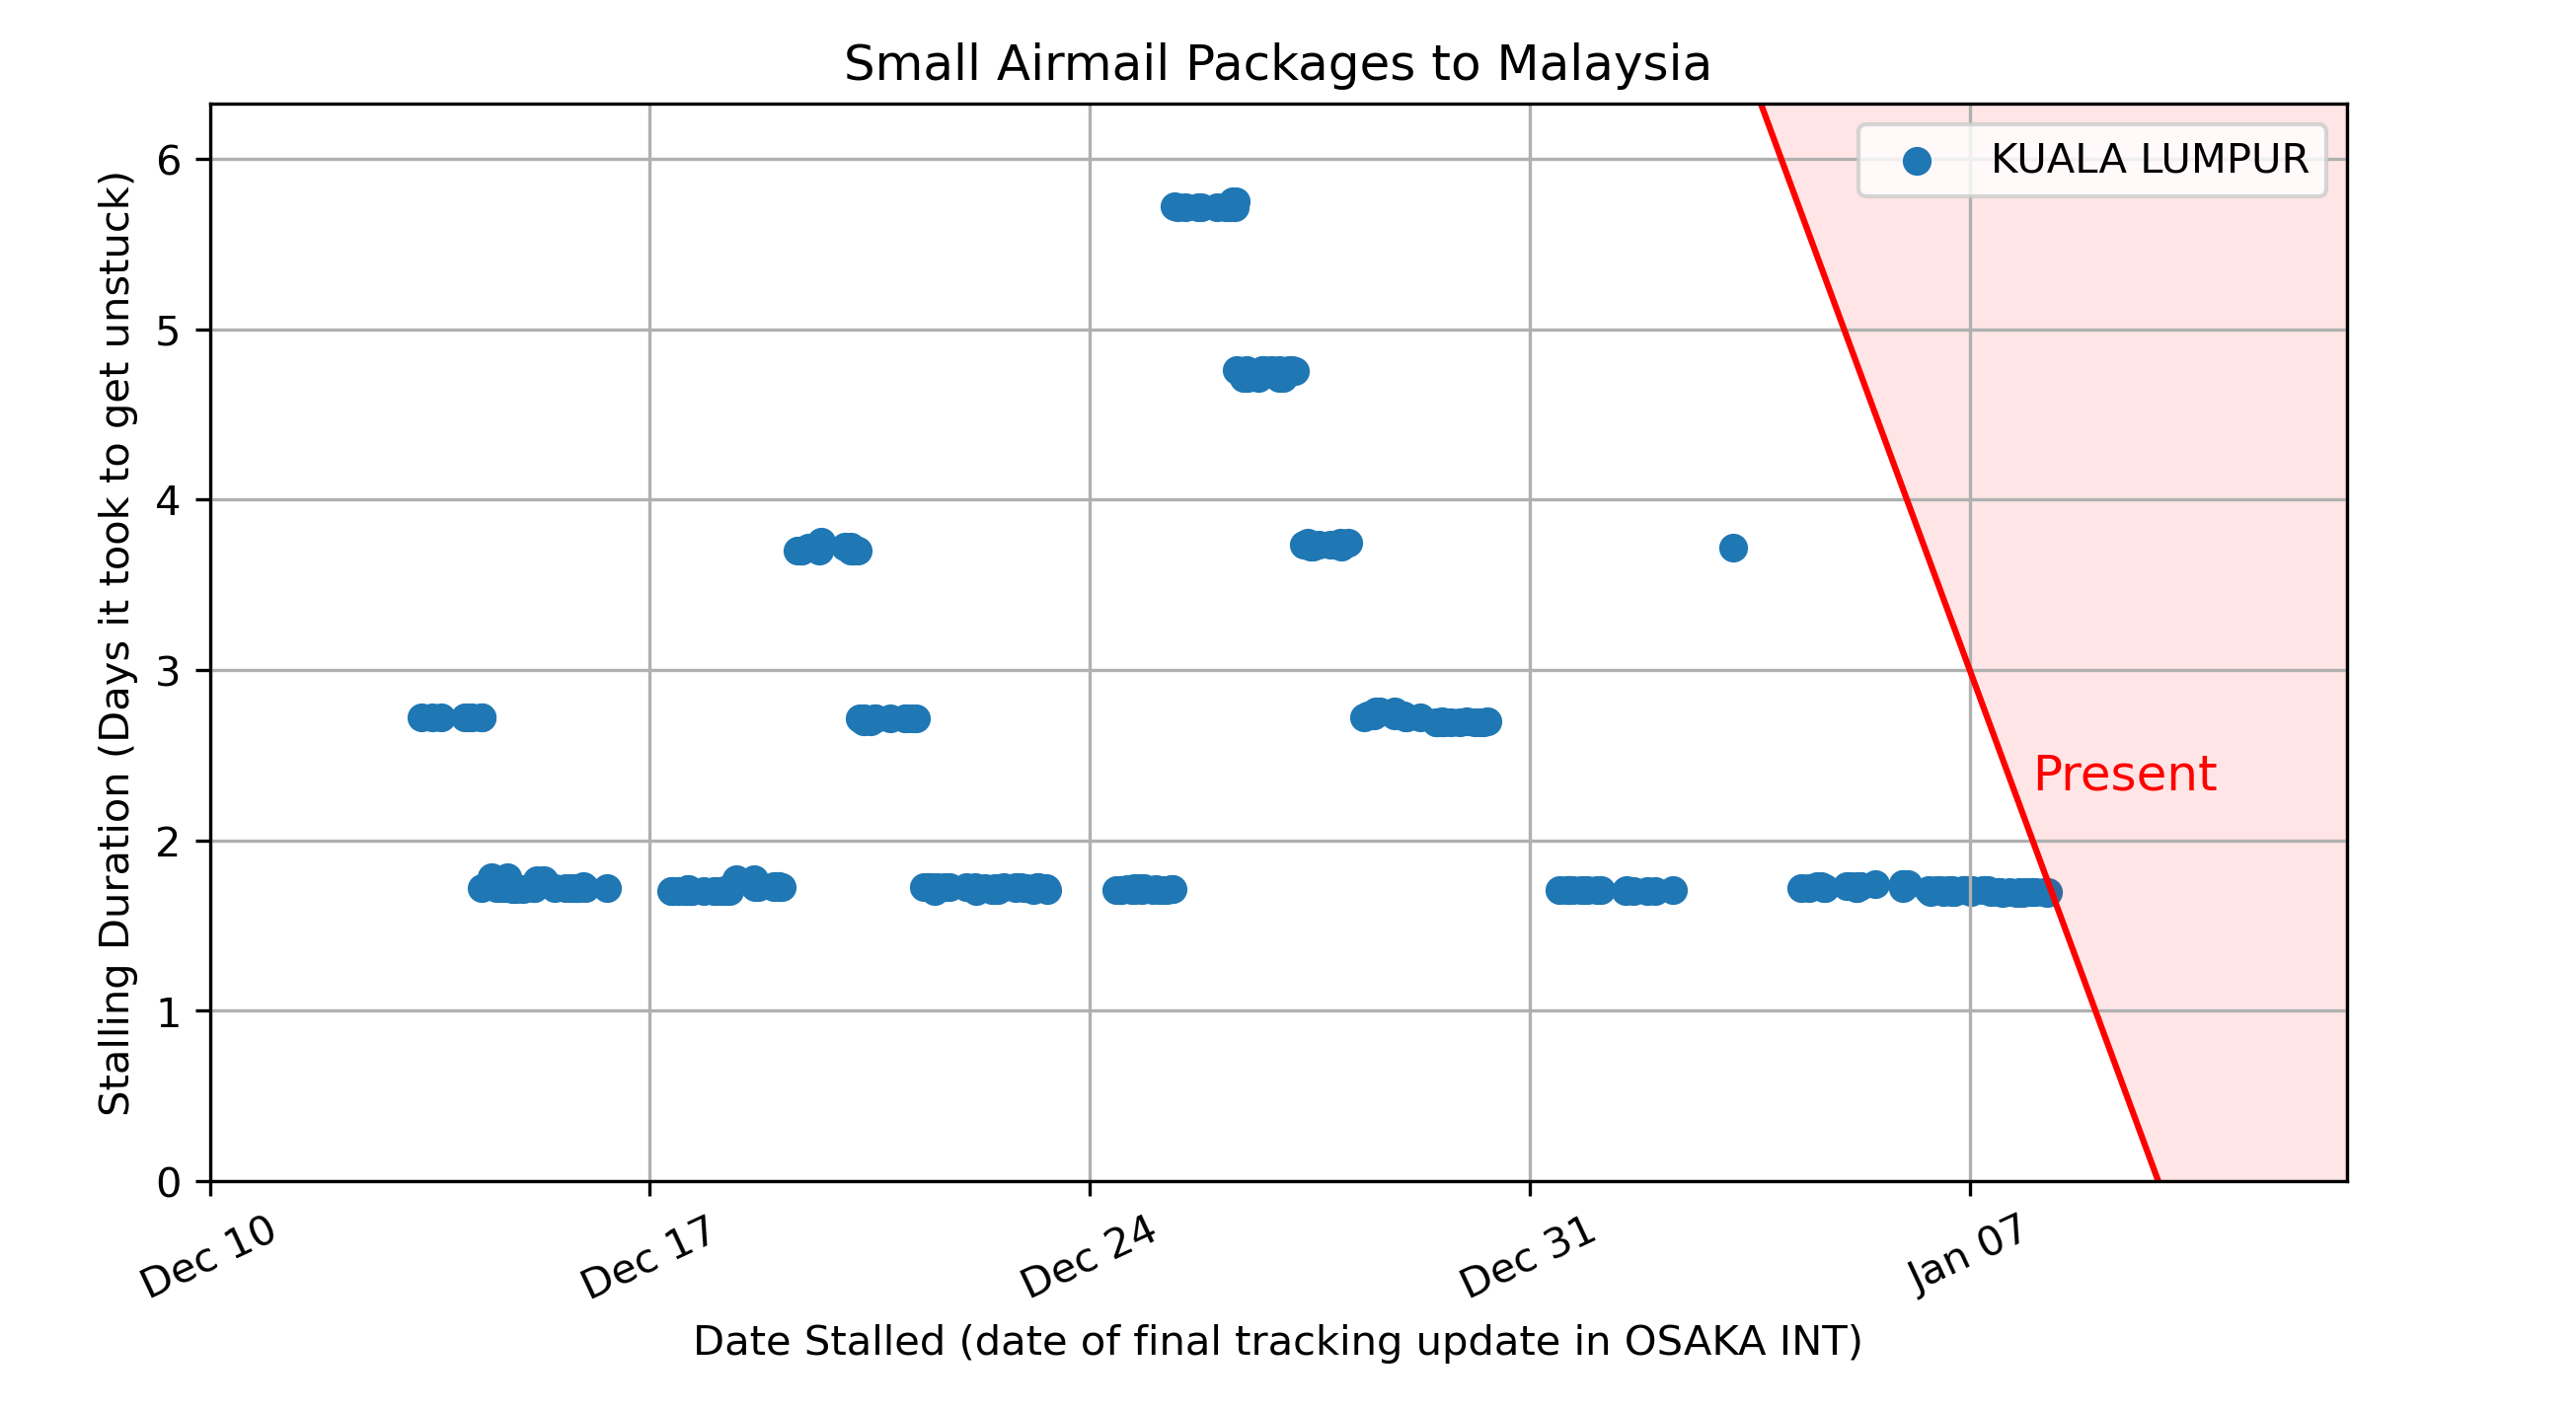 Small Airmail Packages to Malaysia
KUALA LUMPUR
Present
Stalling Duration (Days it took to get unstuck)
6
5
4
3
2
1
0
Dec 10
Dec 17
Dec 24
Dec 31
Jan 07
Date Stalled (date of final tracking update in OSAKA INT)